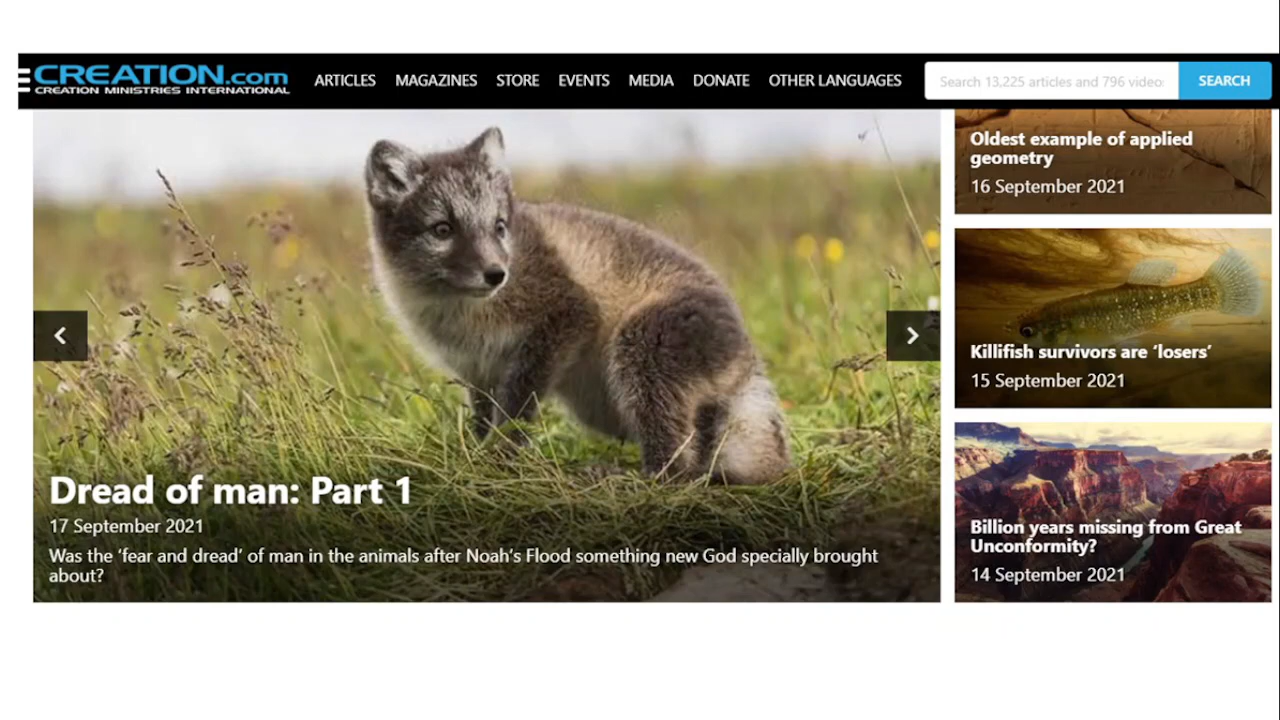 CREATION.com
CREATION MINISTRIES INTERNATIONAL
ARTICLES MAGAZINES STORE EVENTS MEDIA DONATE OTHER LANGUAGES
Search 13,225 articles and 796 videos
SEARCH
Dread of man: Part 1
17 September 2021
Was the ‘fear and dread’ of man in the animals after Noah’s Flood something new God specially brought
about?
Oldest example of applied
geometry
16 September 2021
Killifish survivors are ‘losers’
15 September 2021
Billion years missing from Great
Unconformity?
14 September 2021